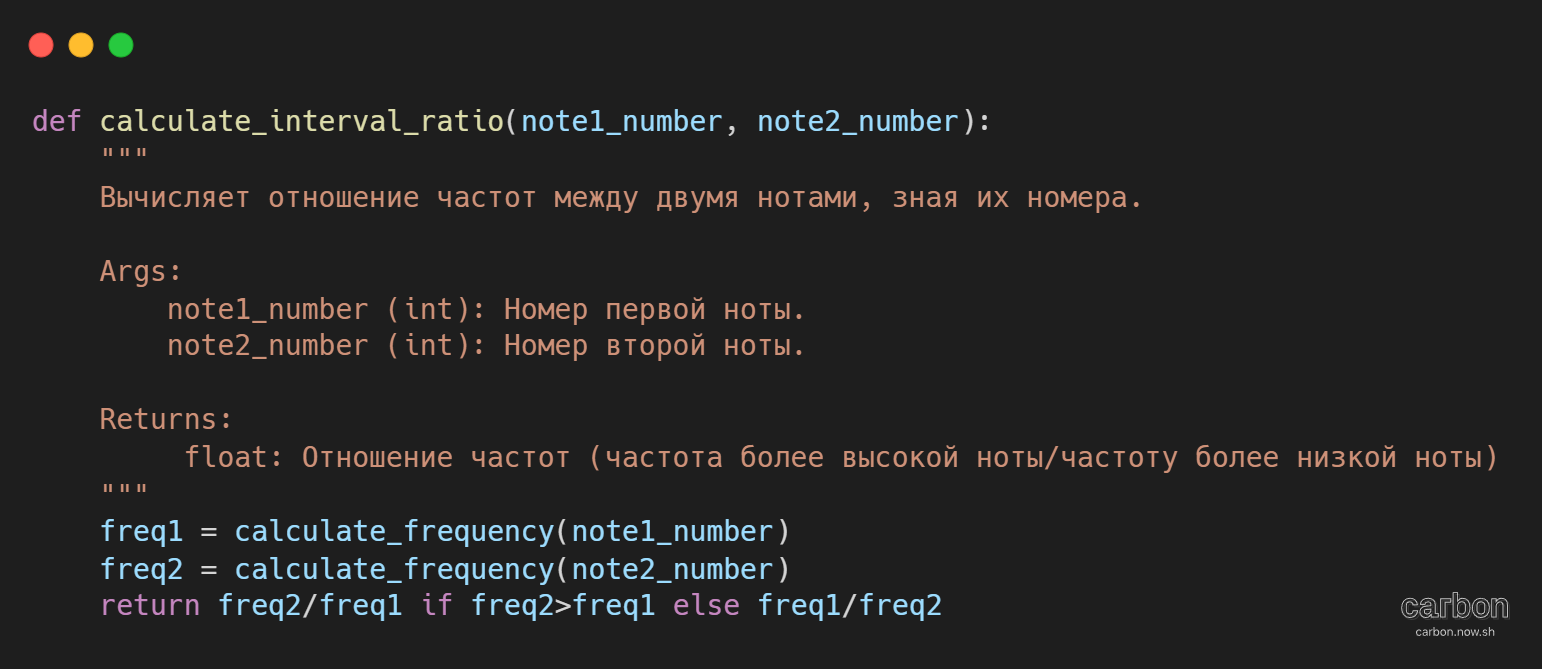 def calculate_interval_ratio(note1_number, note2_number):
    """
    Вычисляет отношение частот между двумя нотами, зная их номера.

    Args:
        note1_number (int): Номер первой ноты.
        note2_number (int): Номер второй ноты.

    Returns:
         float: Отношение частот (частота более высокой ноты/частоту более низкой ноты)
    """
    freq1 = calculate_frequency(note1_number)
    freq2 = calculate_frequency(note2_number)
    return freq2/freq1 if freq2>freq1 else freq1/freq2
carbon
carbon.now.sh